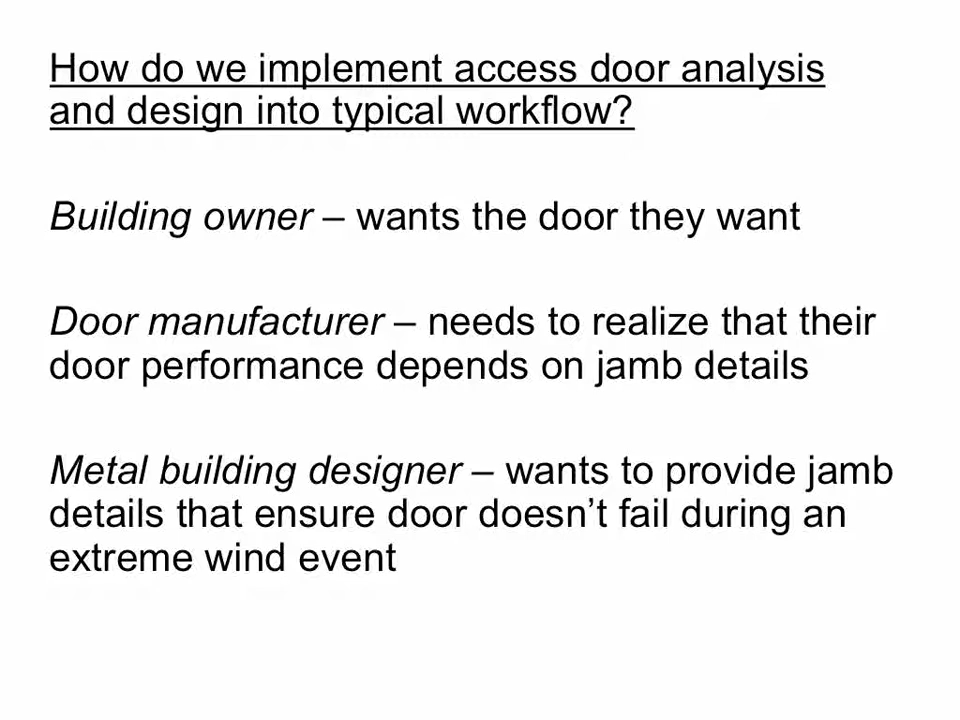 How do we implement access door analysis
and design into typical workflow?
Building owner – wants the door they want
Door manufacturer – needs to realize that their
door performance depends on jamb details
Metal building designer – wants to provide jamb
details that ensure door doesn’t fail during an
extreme wind event